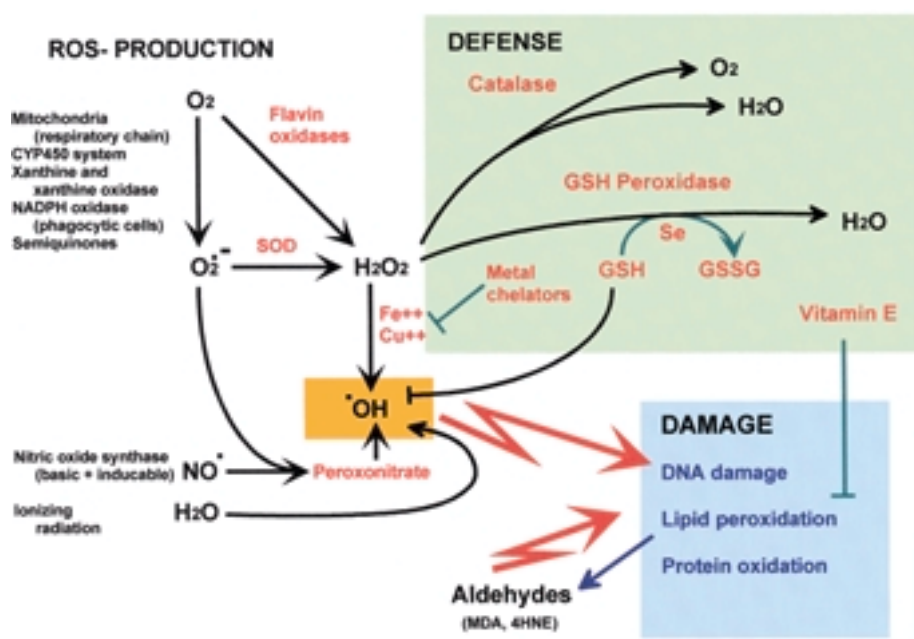 ROS- PRODUCTION
DEFENSE
O2
Catalase
O2
H2O
Flavin
oxidases
Mitochondria
(respiratory chain)
CYP450 system
Xanthine and
xanthine oxidase
NADPH oxidase
(phagocytic cells)
Semiquinones
GSH Peroxidase
H2O
SOD
O2•-
H2O2
Se
GSH
GSSG
Metal
chelators
Fe++
Cu++
Vitamin E
•OH
DAMAGE
Nitric oxide synthase
(basic + inducable)
NO•
Peroxonitrate
DNA damage
Ionizing
radiation
H2O
Lipid peroxidation
Protein oxidation
Aldehydes
(MDA, 4HNE)